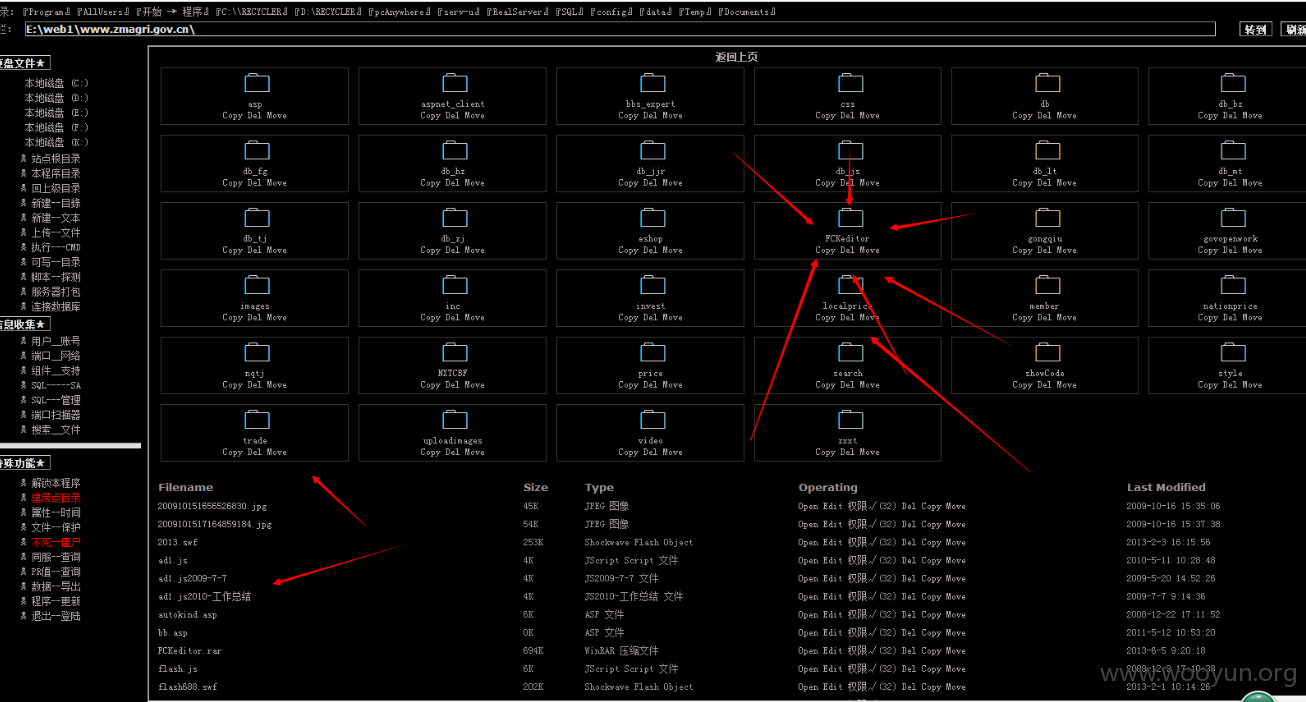 录: 『Program』 『AllUsers』 『开始 → 程序』 『C:\\RECYCLER』 『D:\RECYCLER』 『pcAnywhere』 『serv-u』 『RealServer』 『SQL』 『config』 『data』 『Temp』 『Documents』
E:\web1\www.zmagri.gov.cn\ 转到 刷新
盘文件★
本地磁盘 (C:)
本地磁盘 (D:)
本地磁盘 (E:)
本地磁盘 (F:)
本地磁盘 (K:)
站点根目录
本程序目录
回上级目录
新建--目錄
新建--文本
上传--文件
执行---CMD
可写--目录
脚本--探测
服务器打包
连接数据库
信息收集★
用户__账号
端口__网络
组件__支持
SQL-----SA
SQL---管理
端口扫描器
搜索__文件
特殊功能★
解锁本程序
建带点目录
属性--时间
文件--保护
不死--僵尸
同服--查询
PR值--查询
数据--导出
程序--更新
退出--登陆
返回上页
asp aspnet_client bbs_expert css db db_bz
Copy Del Move Copy Del Move Copy Del Move Copy Del Move Copy Del Move Copy Del Move
db_fg db_hz db_jjr db_js db_lt db_mt
Copy Del Move Copy Del Move Copy Del Move Copy Del Move Copy Del Move Copy Del Move
db_tj db_zj eshop FCKeditor gongqiu govopenwork
Copy Del Move Copy Del Move Copy Del Move Copy Del Move Copy Del Move Copy Del Move
images inc invest localprice member nationprice
Copy Del Move Copy Del Move Copy Del Move Copy Del Move Copy Del Move Copy Del Move
nqtj NXTCBF price search showCode style
Copy Del Move Copy Del Move Copy Del Move Copy Del Move Copy Del Move Copy Del Move
trade uploadimages video zxxt
Copy Del Move Copy Del Move Copy Del Move Copy Del Move
Filename Size Type Operating Last Modified
200910151656526830.jpg 45K JPEG 图像 Open Edit 权限√(32) Del Copy Move 2009-10-16 15:35:06
2009101517164859184.jpg 54K JPEG 图像 Open Edit 权限√(32) Del Copy Move 2009-10-16 15:37:38
2013.swf 253K Shockwave Flash Object Open Edit 权限√(32) Del Copy Move 2013-2-3 16:15:56
ad1.js 4K JScript Script 文件 Open Edit 权限√(32) Del Copy Move 2010-5-11 10:28:48
ad1.js2009-7-7 4K JS2009-7-7 文件 Open Edit 权限√(32) Del Copy Move 2009-5-20 14:52:26
ad1.js2010-工作总结 4K JS2010-工作总结 文件 Open Edit 权限√(32) Del Copy Move 2009-7-7 9:14:36
autokind.asp 6K ASP 文件 Open Edit 权限√(32) Del Copy Move 2008-12-22 17:11:52
bb.asp 0K ASP 文件 Open Edit 权限√(32) Del Copy Move 2011-5-12 10:53:20
FCKeditor.rar 694K WinRAR 压缩文件 Open Edit 权限√(32) Del Copy Move 2013-6-5 9:20:18
flash.js 6K JScript Script 文件 Open Edit 权限√(32) Del Copy Move 2008-12-9 17:10:38
flash688.swf 202K Shockwave Flash Object Open Edit 权限√(32) Del Copy Move 2013-2-1 10:14:26
www.wooyun.org